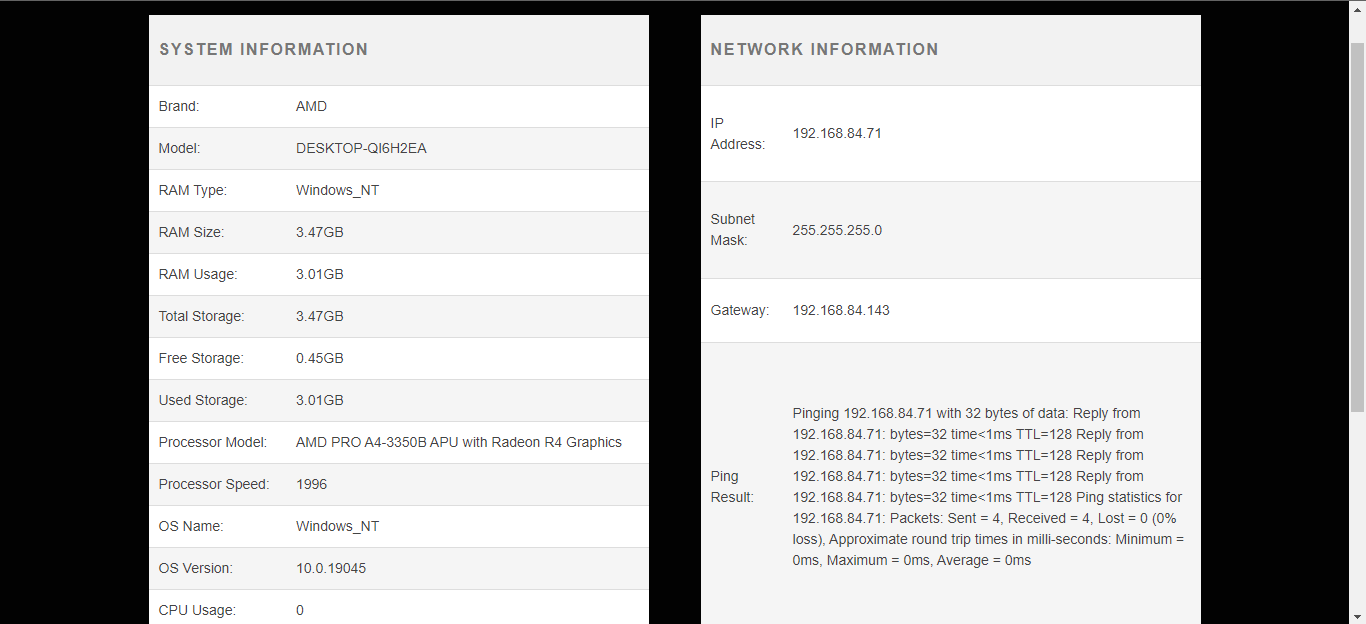 SYSTEM INFORMATION
Brand: AMD
Model: DESKTOP-QI6H2EA
RAM Type: Windows_NT
RAM Size: 3.47GB
RAM Usage: 3.01GB
Total Storage: 3.47GB
Free Storage: 0.45GB
Used Storage: 3.01GB
Processor Model: AMD PRO A4-3350B APU with Radeon R4 Graphics
Processor Speed: 1996
OS Name: Windows_NT
OS Version: 10.0.19045
CPU Usage: 0
NETWORK INFORMATION
IP
Address:
192.168.84.71
Subnet
Mask:
255.255.255.0
Gateway: 192.168.84.143
Ping
Result:
Pinging 192.168.84.71 with 32 bytes of data: Reply from
192.168.84.71: bytes=32 time<1ms TTL=128 Reply from
192.168.84.71: bytes=32 time<1ms TTL=128 Reply from
192.168.84.71: bytes=32 time<1ms TTL=128 Reply from
192.168.84.71: bytes=32 time<1ms TTL=128 Ping statistics for
192.168.84.71: Packets: Sent = 4, Received = 4, Lost = 0 (0%
loss), Approximate round trip times in milli-seconds: Minimum =
0ms, Maximum = 0ms, Average = 0ms